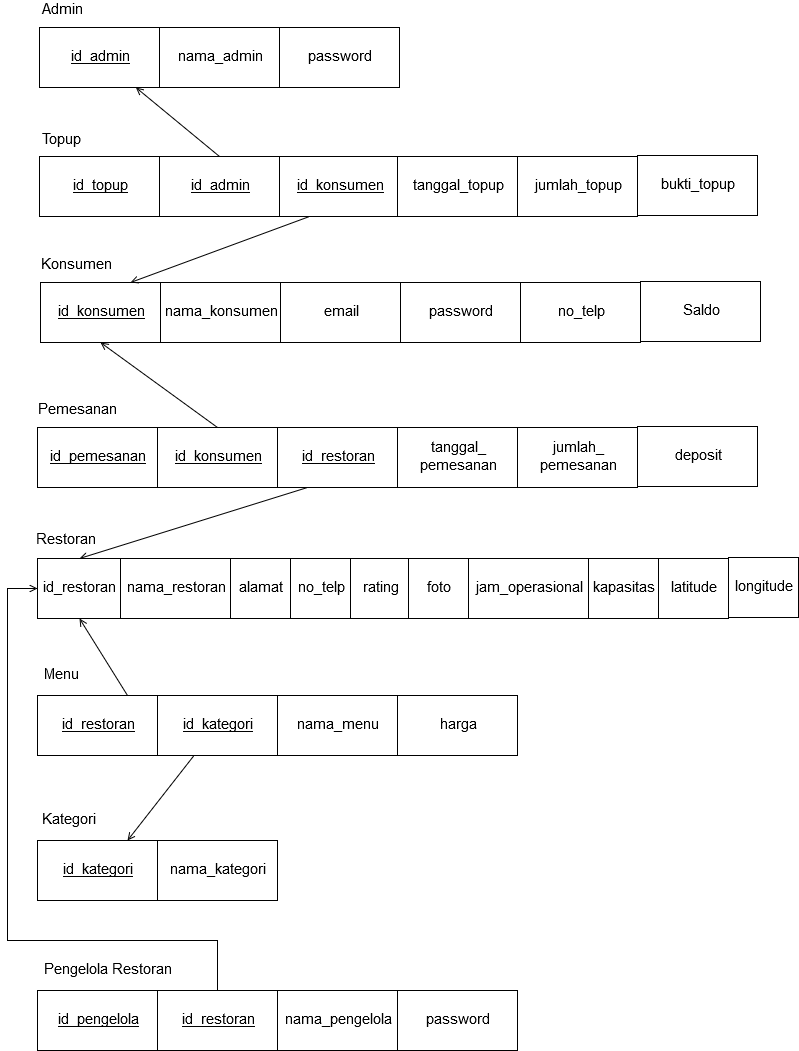 Admin
id_admin nama_admin password
Topup
id_topup id_admin id_konsumen tanggal_topup jumlah_topup bukti_topup
Konsumen
id_konsumen nama_konsumen email password no_telp Saldo
Pemesanan
id_pemesanan id_konsumen id_restoran tanggal_ pemesanan jumlah_ pemesanan deposit
Restoran
id_restoran nama_restoran alamat no_telp rating foto jam_operasional kapasitas latitude longitude
Menu
id_restoran id_kategori nama_menu harga
Kategori
id_kategori nama_kategori
Pengelola Restoran
id_pengelola id_restoran nama_pengelola password